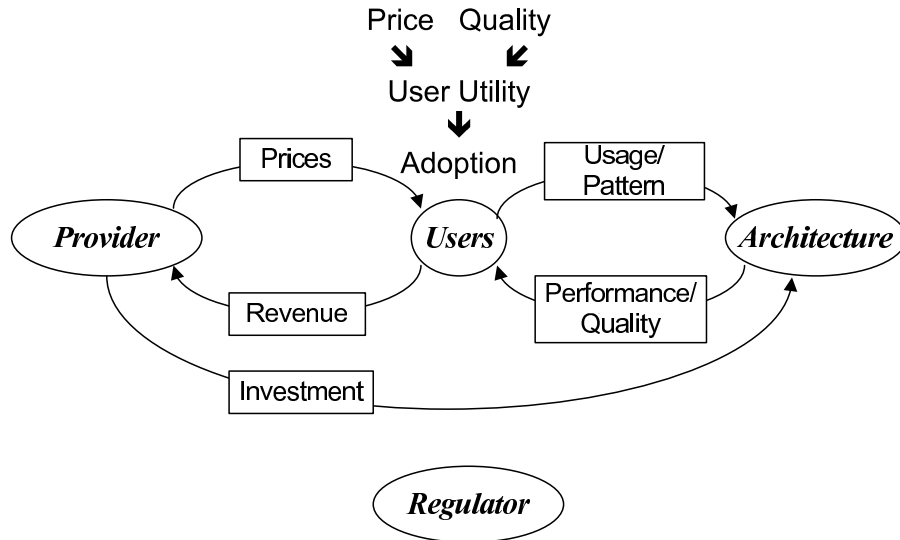 Price Quality
User Utility
Adoption
Prices
Usage/
Pattern
Provider
Users
Architecture
Revenue
Performance/
Quality
Investment
Regulator